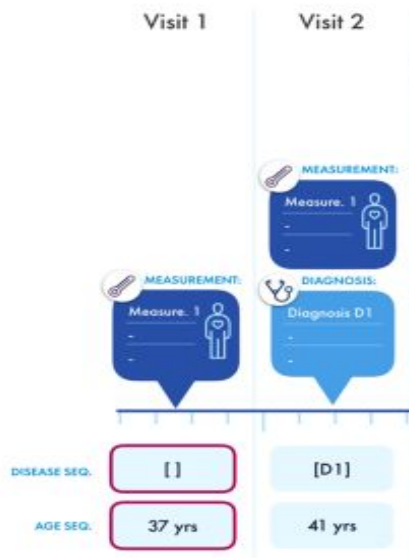 Visit 1 Visit 2
MEASUREMENT:
Measure. 1
-
-
MEASUREMENT: DIAGNOSIS:
Measure. 1 Diagnosis D1
- -
- -
DISEASE SEQ. [ ] [D1]
AGE SEQ. 37 yrs 41 yrs